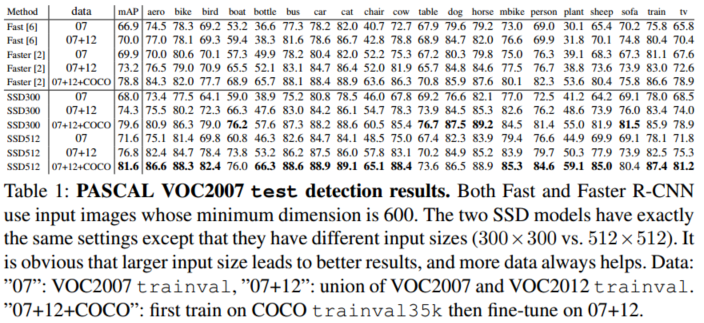 Method data mAP aero bike bird boat bottle bus car cat chair cow table dog horse mbike person plant sheep sofa train tv
Fast [6] 07 66.9 74.5 78.3 69.2 53.2 36.6 77.3 78.2 82.0 40.7 72.7 67.9 79.6 79.2 73.0 69.0 30.1 65.4 70.2 75.8 65.8
Fast [6] 07+12 70.0 77.0 78.1 69.3 59.4 38.3 81.6 78.6 86.7 42.8 78.8 68.9 84.7 82.0 76.6 69.9 31.8 70.1 74.8 80.4 70.4
Faster [2] 07 69.9 70.0 80.6 70.1 57.3 49.9 78.2 80.4 82.0 52.2 75.3 67.2 80.3 79.8 75.0 76.3 39.1 68.3 67.3 81.1 67.6
Faster [2] 07+12 73.2 76.5 79.0 70.9 65.5 52.1 83.1 84.7 86.4 52.0 81.9 65.7 84.8 84.6 77.5 76.7 38.8 73.6 73.9 83.0 72.6
Faster [2] 07+12+COCO 78.8 84.3 82.0 77.7 68.9 65.7 88.1 88.4 88.9 63.6 86.3 70.8 85.9 87.6 80.1 82.3 53.6 80.4 75.8 86.6 78.9
SSD300 07 68.0 73.4 77.5 64.1 59.0 38.9 75.2 80.8 78.5 46.0 67.8 69.2 76.6 82.1 77.0 72.5 41.2 64.2 69.1 78.0 68.5
SSD300 07+12 74.3 75.5 80.2 72.3 66.3 47.6 83.0 84.2 86.1 54.7 78.3 73.9 84.5 85.3 82.6 76.2 48.6 73.9 76.0 83.4 74.0
SSD300 07+12+COCO 79.6 80.9 86.3 79.0 76.2 57.6 87.3 88.2 88.6 60.5 85.4 76.7 87.5 89.2 84.5 81.4 55.0 81.9 81.5 85.9 78.9
SSD512 07 71.6 75.1 81.4 69.8 60.8 46.3 82.6 84.7 84.1 48.5 75.0 67.4 82.3 83.9 79.4 76.6 44.9 69.9 69.1 78.1 71.8
SSD512 07+12 76.8 82.4 84.7 78.4 73.8 53.2 86.2 87.5 86.0 57.8 83.1 70.2 84.9 85.2 83.9 79.7 50.3 77.9 73.9 82.5 75.3
SSD512 07+12+COCO 81.6 86.6 88.3 82.4 76.0 66.3 88.6 88.9 89.1 65.1 88.4 73.6 86.5 88.9 85.3 84.6 59.1 85.0 80.4 87.4 81.2
Table 1: PASCAL VOC2007 test detection results. Both Fast and Faster R-CNN
use input images whose minimum dimension is 600. The two SSD models have exactly
the same settings except that they have different input sizes (300×300 vs. 512×512). It
is obvious that larger input size leads to better results, and more data always helps. Data:
"07": VOC2007 trainval, "07+12": union of VOC2007 and VOC2012 trainval.
"07+12+COCO": first train on COCO trainval35k then fine-tune on 07+12.